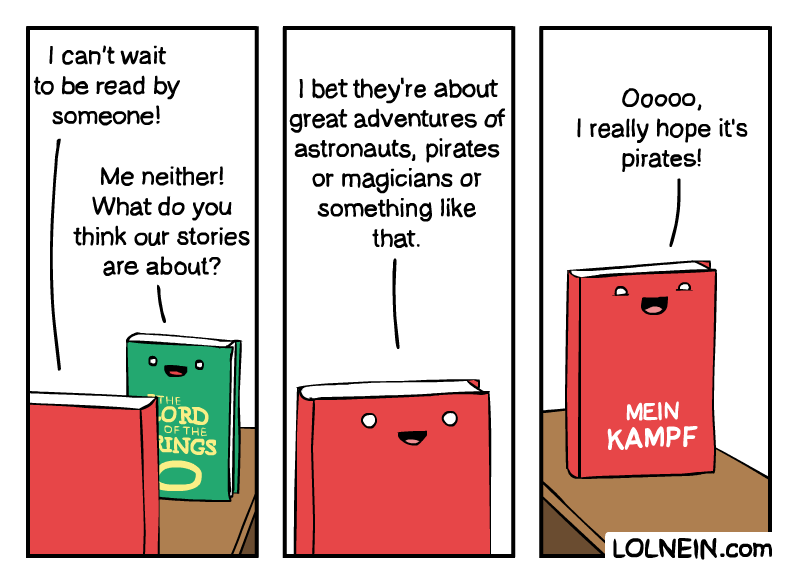 I can't wait
to be read by
someone!
Me neither!
What do you
think our stories
are about?
THE
LORD
OF THE
RINGS
I bet they're about
great adventures of
astronauts, pirates
or magicians or
something like
that.
Ooooo,
I really hope it's
pirates!
MEIN
KAMPF
LOLNEIN.com